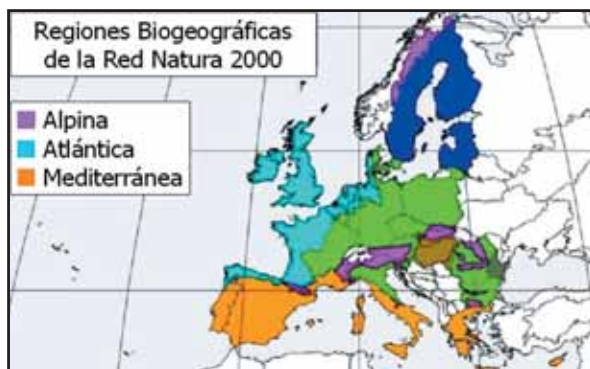 Regiones Biogeográficas
de la Red Natura 2000
Alpina
Atlántica
Mediterránea